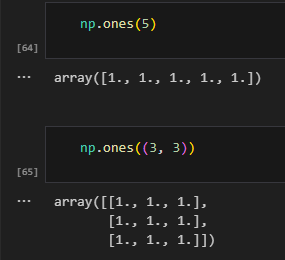 np.ones(5)
[64]
... array([1., 1., 1., 1., 1.])
np.ones((3, 3))
[65]
... array([[1., 1., 1.],
       [1., 1., 1.],
       [1., 1., 1.]])